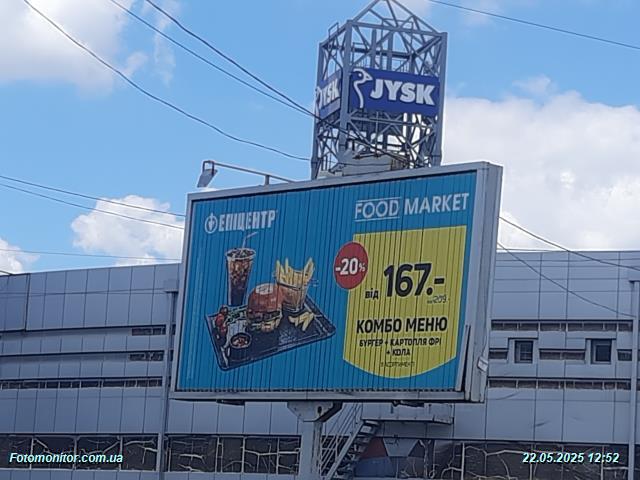 YSK
JYSK
ЕПІЦЕНТР
FOOD MARKET
-20%
від 167.-
209.-
КОМБО МЕНЮ
БУРГЕР + КАРТОПЛЯ ФРІ
+ КОЛА
Fotomonitor.com.ua
22.05.2025 12:52